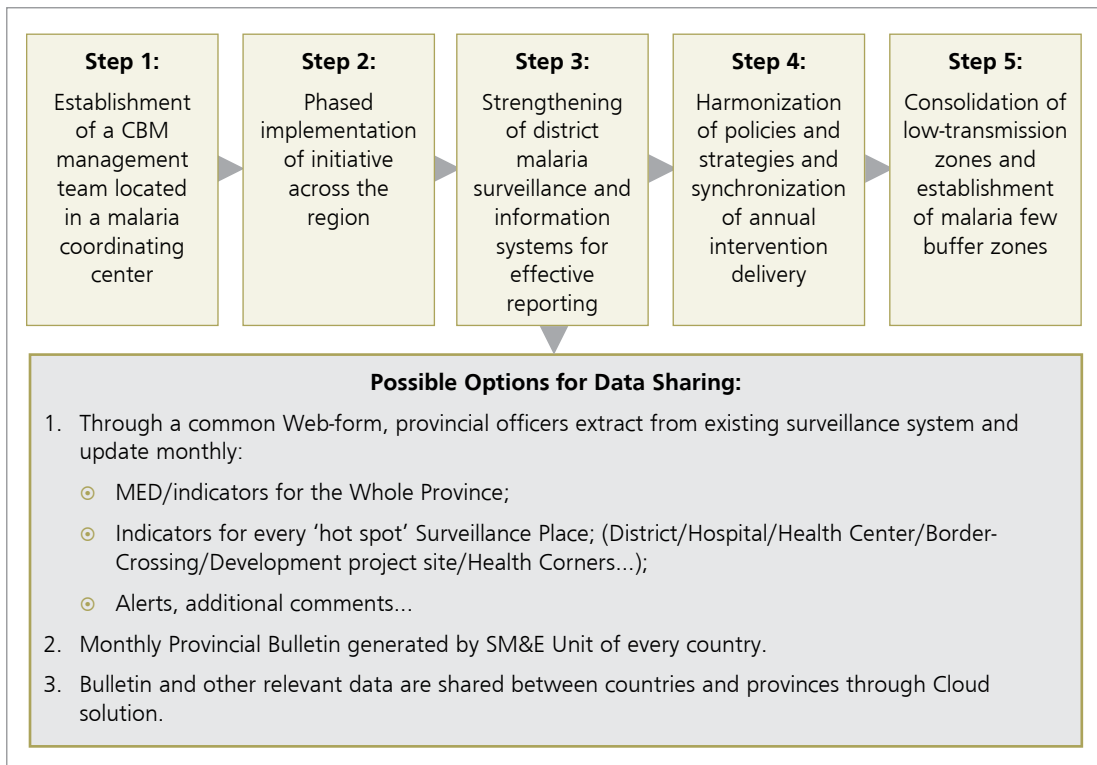 Step 1:
Establishment
of a CBM
management
team located
in a malaria
coordinating
center
Step 2:
Phased
implementation
of initiative
across the
region
Step 3:
Strengthening
of district
malaria
surveillance and
information
systems for
effective
reporting
Step 4:
Harmonization
of policies and
strategies and
synchronization
of annual
intervention
delivery
Step 5:
Consolidation of
low-transmission
zones and
establishment
of malaria few
buffer zones
Possible Options for Data Sharing:
1. Through a common Web-form, provincial officers extract from existing surveillance system and
update monthly:
MED/indicators for the Whole Province;
Indicators for every ‘hot spot’ Surveillance Place; (District/Hospital/Health Center/Border-
Crossing/Development project site/Health Corners...);
Alerts, additional comments...
2. Monthly Provincial Bulletin generated by SM&E Unit of every country.
3. Bulletin and other relevant data are shared between countries and provinces through Cloud
solution.